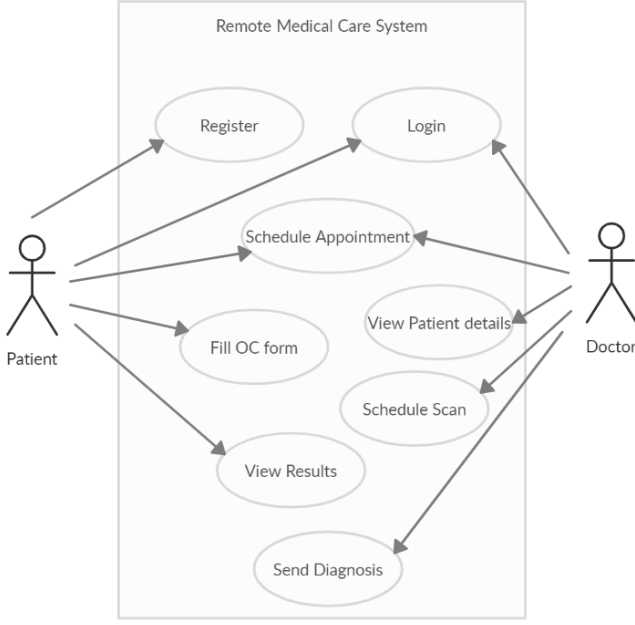 Remote Medical Care System
Register
Login
Schedule Appointment
View Patient details
Fill OC form
Patient
Doctor
Schedule Scan
View Results
Send Diagnosis